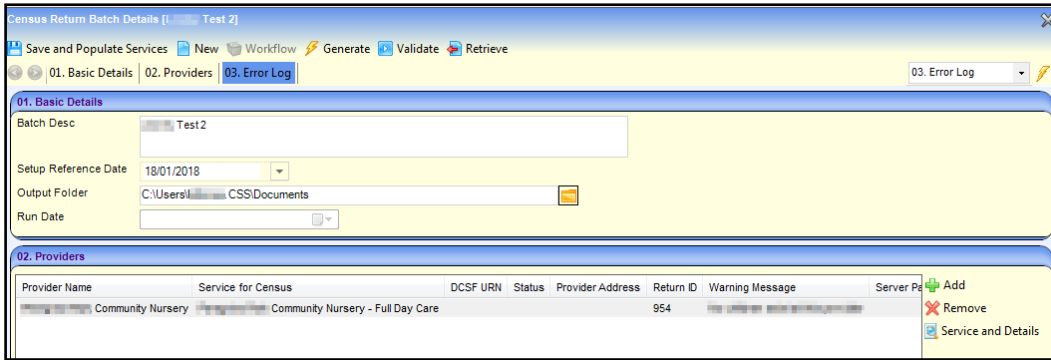 Census Return Batch Details [L Test 2]
Save and Populate Services New Workflow Generate Validate Retrieve
01. Basic Details 02. Providers 03. Error Log 03. Error Log
01. Basic Details
Batch Desc Test 2
Setup Reference Date 18/01/2018
Output Folder C:\Users\ CSS\Documents
Run Date
02. Providers
Provider Name Service for Census DCSF URN Status Provider Address Return ID Warning Message Server Pa Add
Community Nursery Community Nursery - Full Day Care 954 Remove
Service and Details